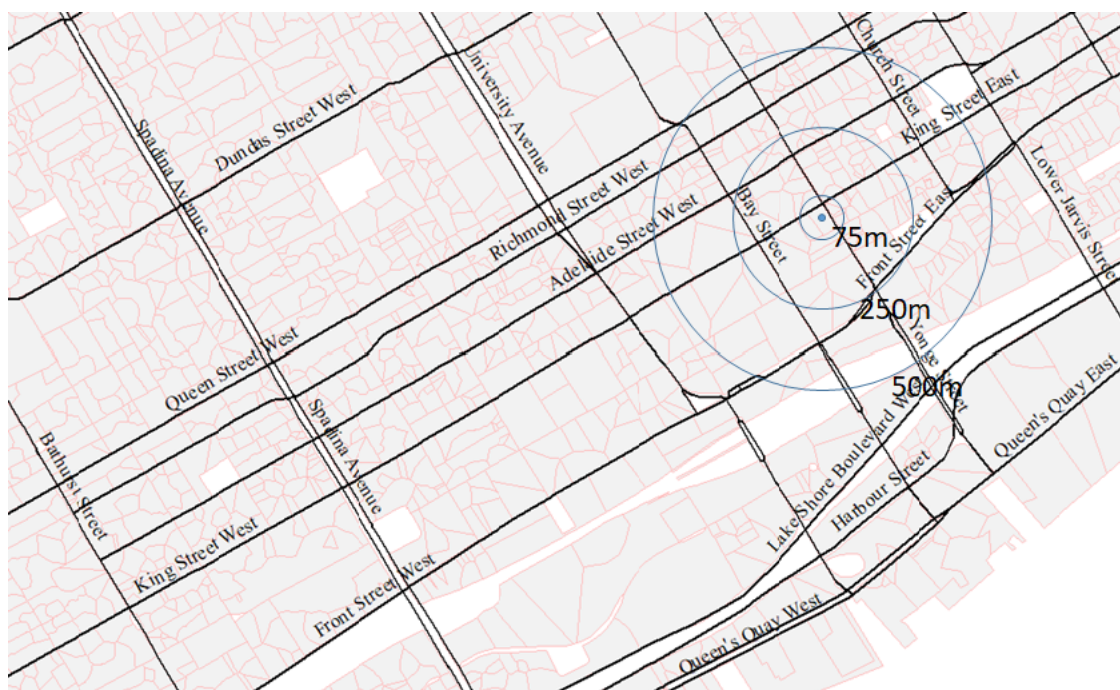 Church Street
University Avenue
King Street East
Dundas Street West
Spadina Avenue
Lower Jarvis Street
Richmond Street West
Bay Street
Adelaide Street West
Front Street East
75m
250m
Yonge Street
Queen Street West
500m
Queen's Quay East
Spadina Avenue
Lake Shore Boulevard West
Bathurst Street
Harbour Street
King Street West
Front Street West
Queen's Quay West